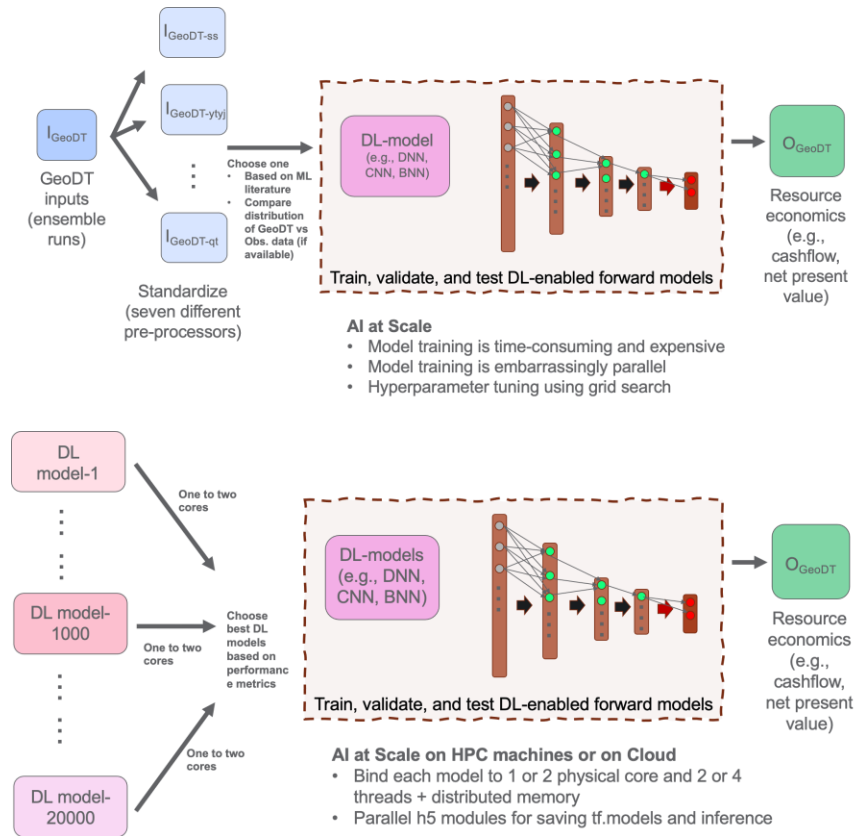 I GeoDT-ss
I GeoDT-ytyj
I GeoDT
I GeoDT-qt
GeoDT
inputs
(ensemble
runs)
Standardize
(seven different
pre-processors)
Choose one
• Based on ML
literature
• Compare
distribution
of GeoDT vs
Obs. data (if
available)
DL-model
(e.g., DNN,
CNN, BNN)
Train, validate, and test DL-enabled forward models
O GeoDT
Resource
economics
(e.g.,
cashflow,
net present
value)
AI at Scale
• Model training is time-consuming and expensive
• Model training is embarrassingly parallel
• Hyperparameter tuning using grid search
DL
model-1
One to two
cores
DL model-
1000
One to two
cores
DL model-
20000
One to two
cores
Choose
best DL
models
based on
performanc
e metrics
DL-models
(e.g., DNN,
CNN, BNN)
Train, validate, and test DL-enabled forward models
O GeoDT
Resource
economics
(e.g.,
cashflow,
net present
value)
AI at Scale on HPC machines or on Cloud
• Bind each model to 1 or 2 physical core and 2 or 4
threads + distributed memory
• Parallel h5 modules for saving tf.models and inference